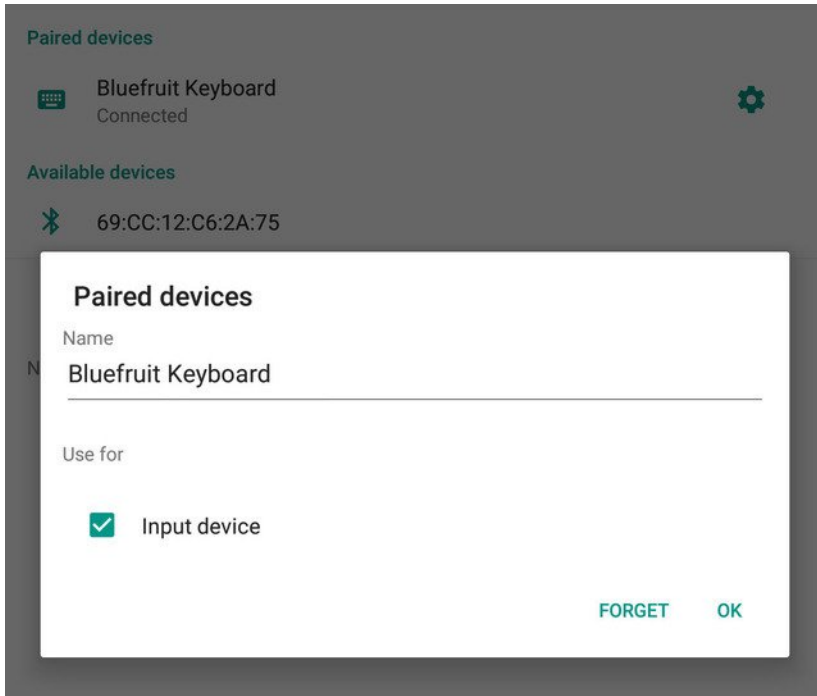 Paired devices
Bluefruit Keyboard
Connected
Available devices
69:CC:12:C6:2A:75
Paired devices
Name
Bluefruit Keyboard
Use for
Input device
FORGET OK